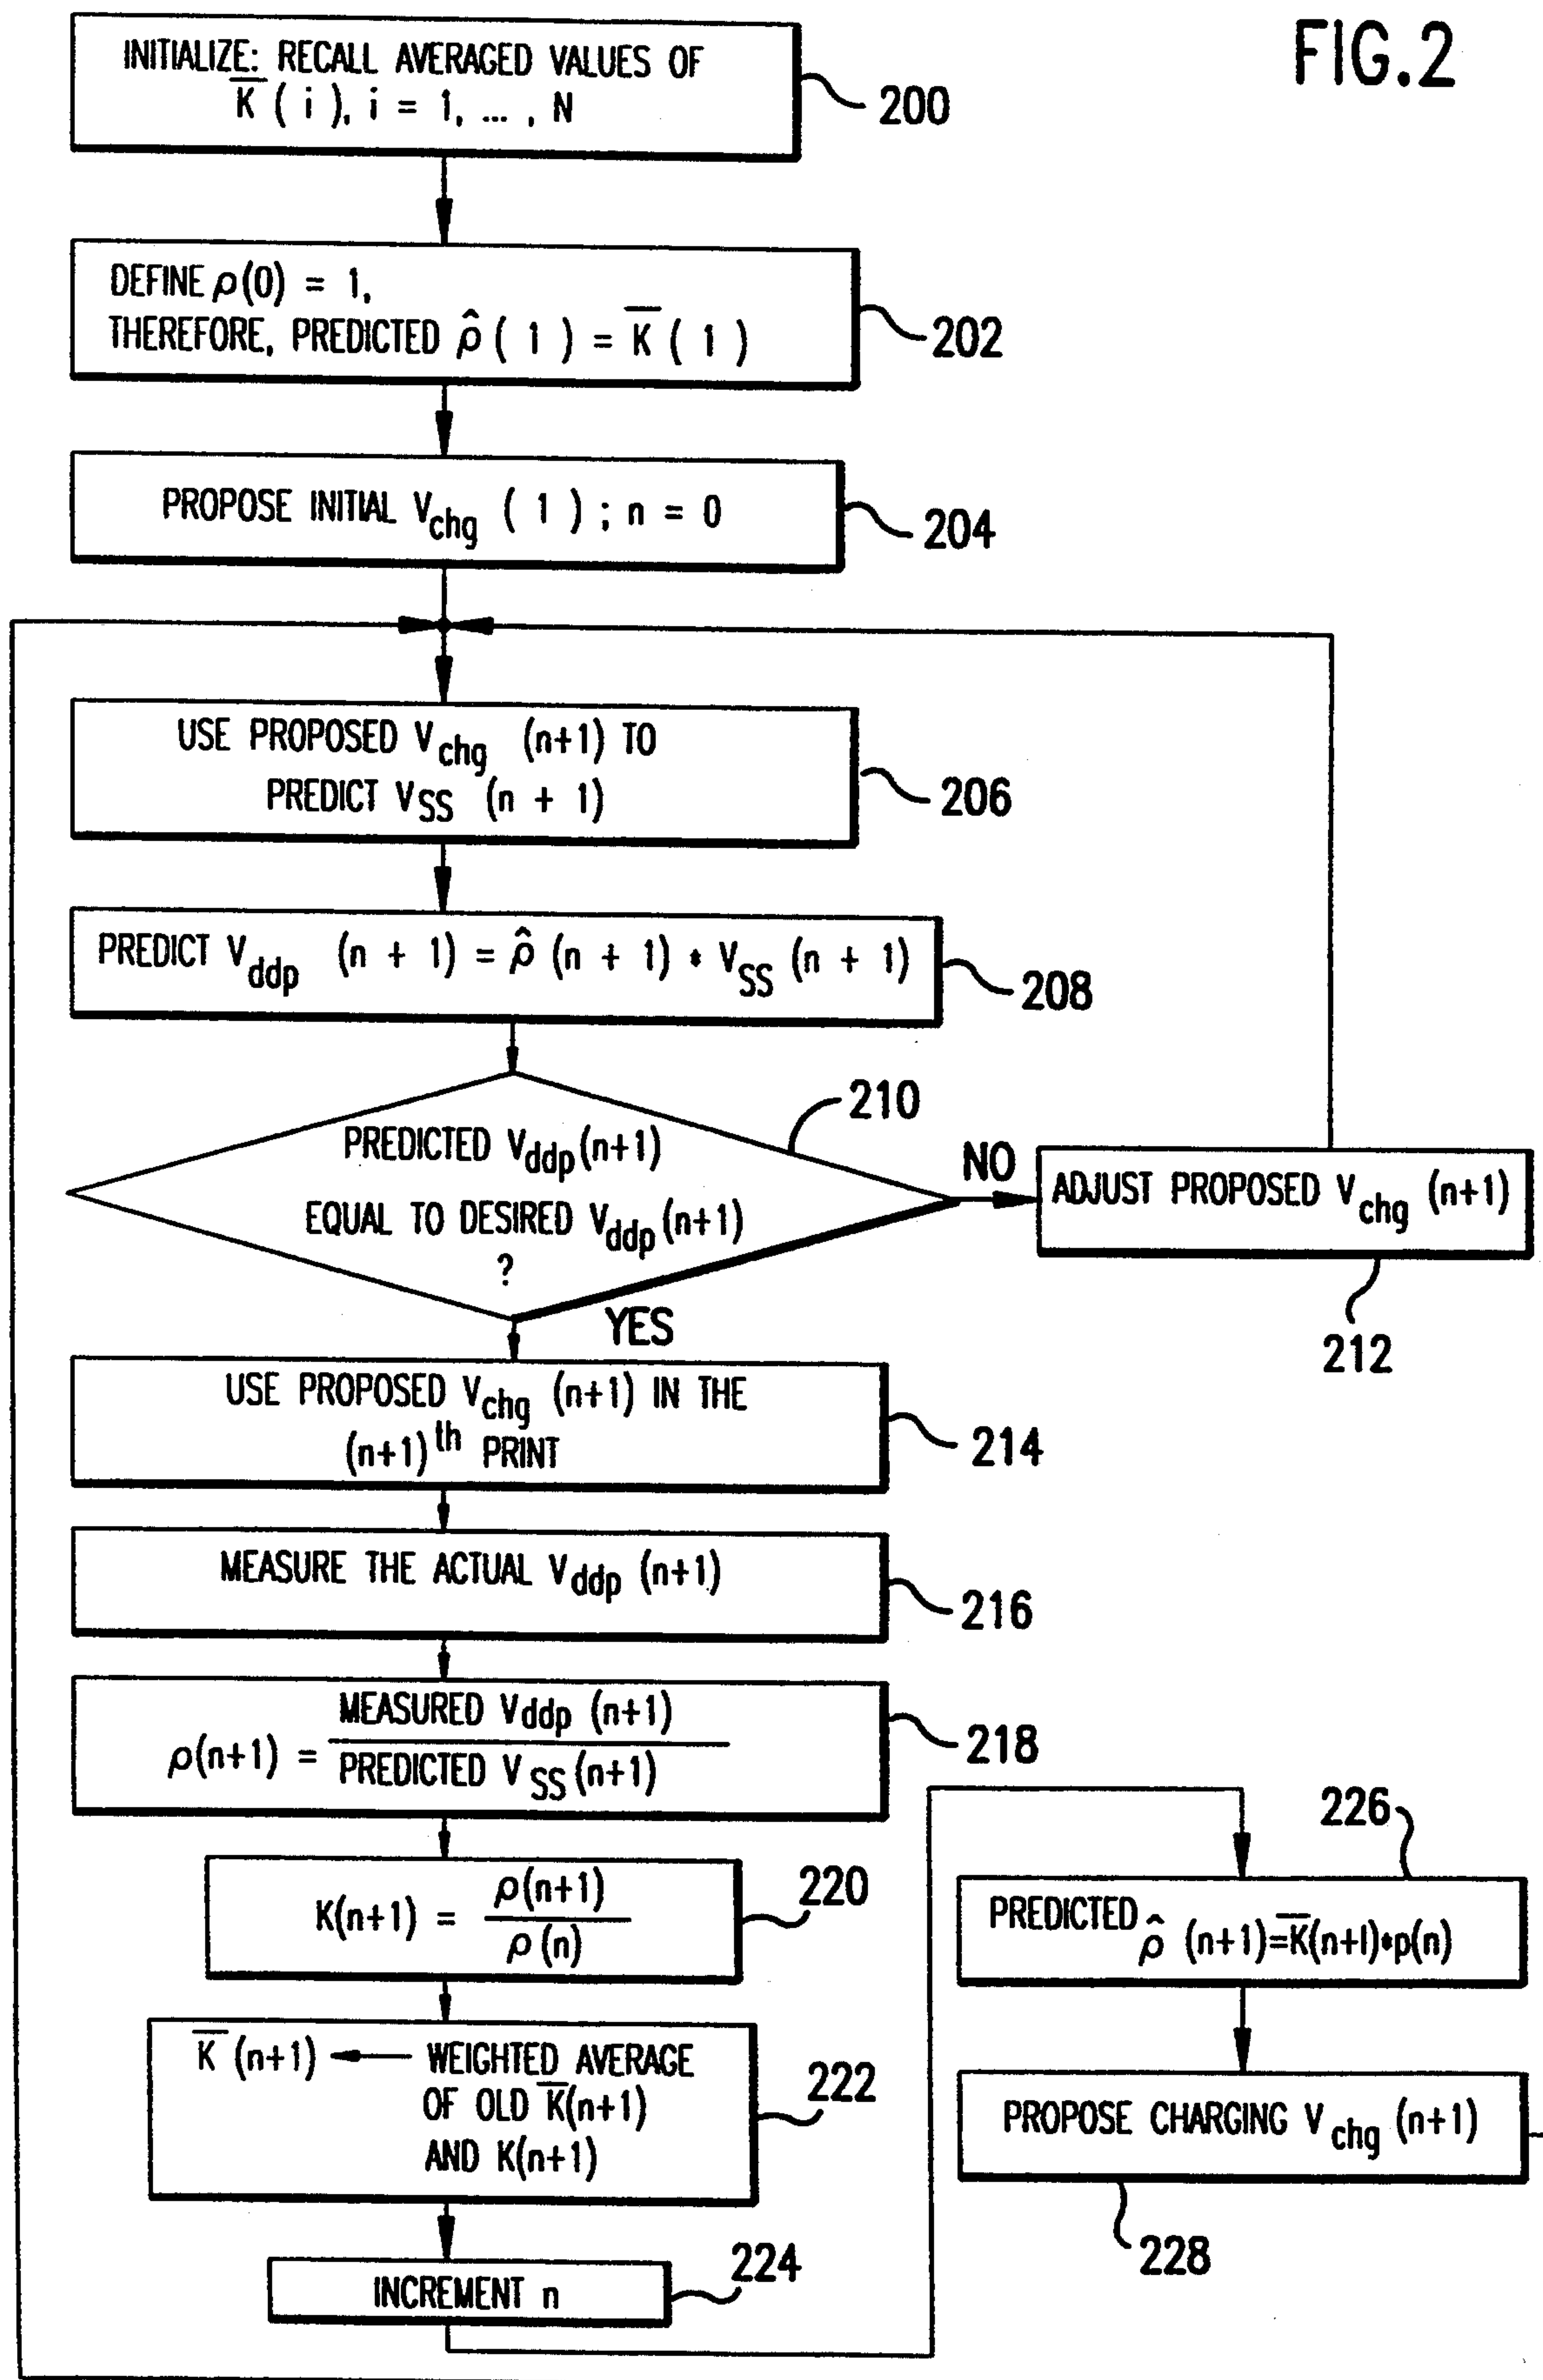 FIG.2
INITIALIZE: RECALL AVERAGED VALUES OF
K̅ ( i ), i = 1, ... , N
200
DEFINE ρ(0) = 1,
THEREFORE, PREDICTED ρ̂ ( 1 ) = K̅ ( 1 )
202
PROPOSE INITIAL Vchg ( 1 ) ; n = 0
204
USE PROPOSED Vchg (n+1) TO
PREDICT VSS (n + 1)
206
PREDICT Vddp (n + 1) = ρ̂ (n + 1) * VSS (n + 1)
208
210
PREDICTED Vddp(n+1)
EQUAL TO DESIRED Vddp(n+1)
?
NO
ADJUST PROPOSED Vchg (n+1)
212
YES
USE PROPOSED Vchg (n+1) IN THE
(n+1)th PRINT
214
MEASURE THE ACTUAL Vddp (n+1)
216
MEASURED Vddp (n+1)
ρ(n+1) =
PREDICTED VSS(n+1)
218
ρ(n+1)
K(n+1) =
ρ(n)
220
K̅ (n+1) ← WEIGHTED AVERAGE
OF OLD K̅(n+1)
AND K(n+1)
222
INCREMENT n
224
226
PREDICTED ρ̂ (n+1)=K̅(n+1)*p(n)
PROPOSE CHARGING Vchg (n+1)
228